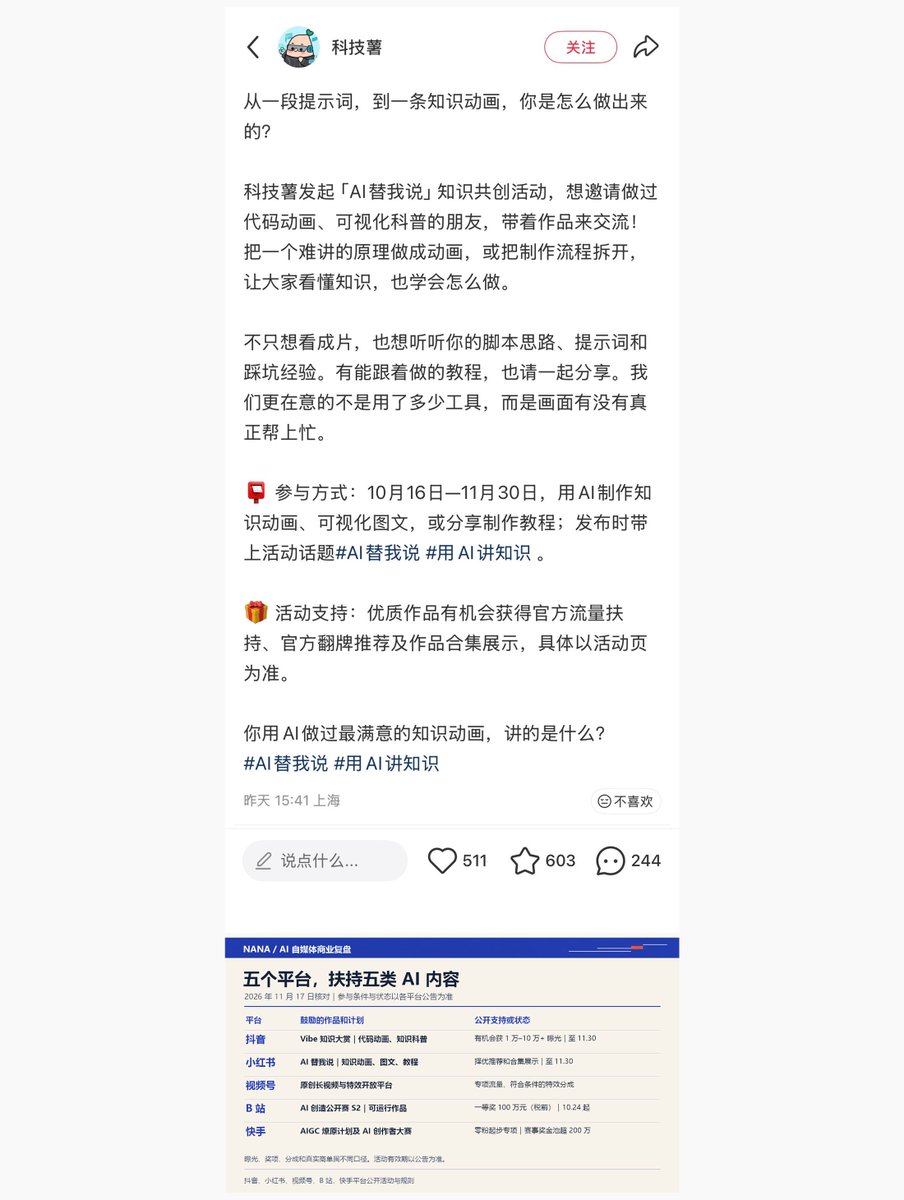 科技薯
关注
从一段提示词，到一条知识动画，你是怎么做出来
的？
科技薯发起「AI替我说」知识共创活动，想邀请做过
代码动画、可视化科普的朋友，带着作品来交流！
把一个难讲的原理做成动画，或把制作流程拆开，
让大家看懂知识，也学会怎么做。
不只想看成片，也想听听你的脚本思路、提示词和
踩坑经验。有能跟着做的教程，也请一起分享。我
们更在意的不是用了多少工具，而是画面有没有真
正帮上忙。
参与方式：10月16日—11月30日，用AI制作知
识动画、可视化图文，或分享制作教程；发布时带
上活动话题#AI替我说 #用AI讲知识 。
活动支持：优质作品有机会获得官方流量扶
持、官方翻牌推荐及作品合集展示，具体以活动页
为准。
你用AI做过最满意的知识动画，讲的是什么？
#AI替我说 #用AI讲知识
昨天 15:41 上海
不喜欢
说点什么...
511
603
244
NANA / AI 自媒体商业复盘
五个平台，扶持五类 AI 内容
2026 年 11 月 17 日核对｜参与条件与状态以各平台公告为准
平台 鼓励的作品和计划 公开支持或状态
抖音 Vibe 知识大赏｜代码动画、知识科普 有机会获 1 万-10 万+ 曝光｜至 11.30
小红书 AI 替我说｜知识动画、图文、教程 择优推荐和合集展示｜至 11.30
视频号 原创长视频与特效开放平台 专项流量、符合条件的特效分成
B 站 AI 创造公开赛 S2｜可运行作品 一等奖 100 万元（税前）｜10.24 起
快手 AIGC 燎原计划及 AI 创作者大赛 零粉起步专项｜赛事奖金池超 200 万
曝光、奖项、分成和真实商单属不同口径。活动有效期以公告为准。
抖音、小红书、视频号、B 站、快手平台公开活动与规则